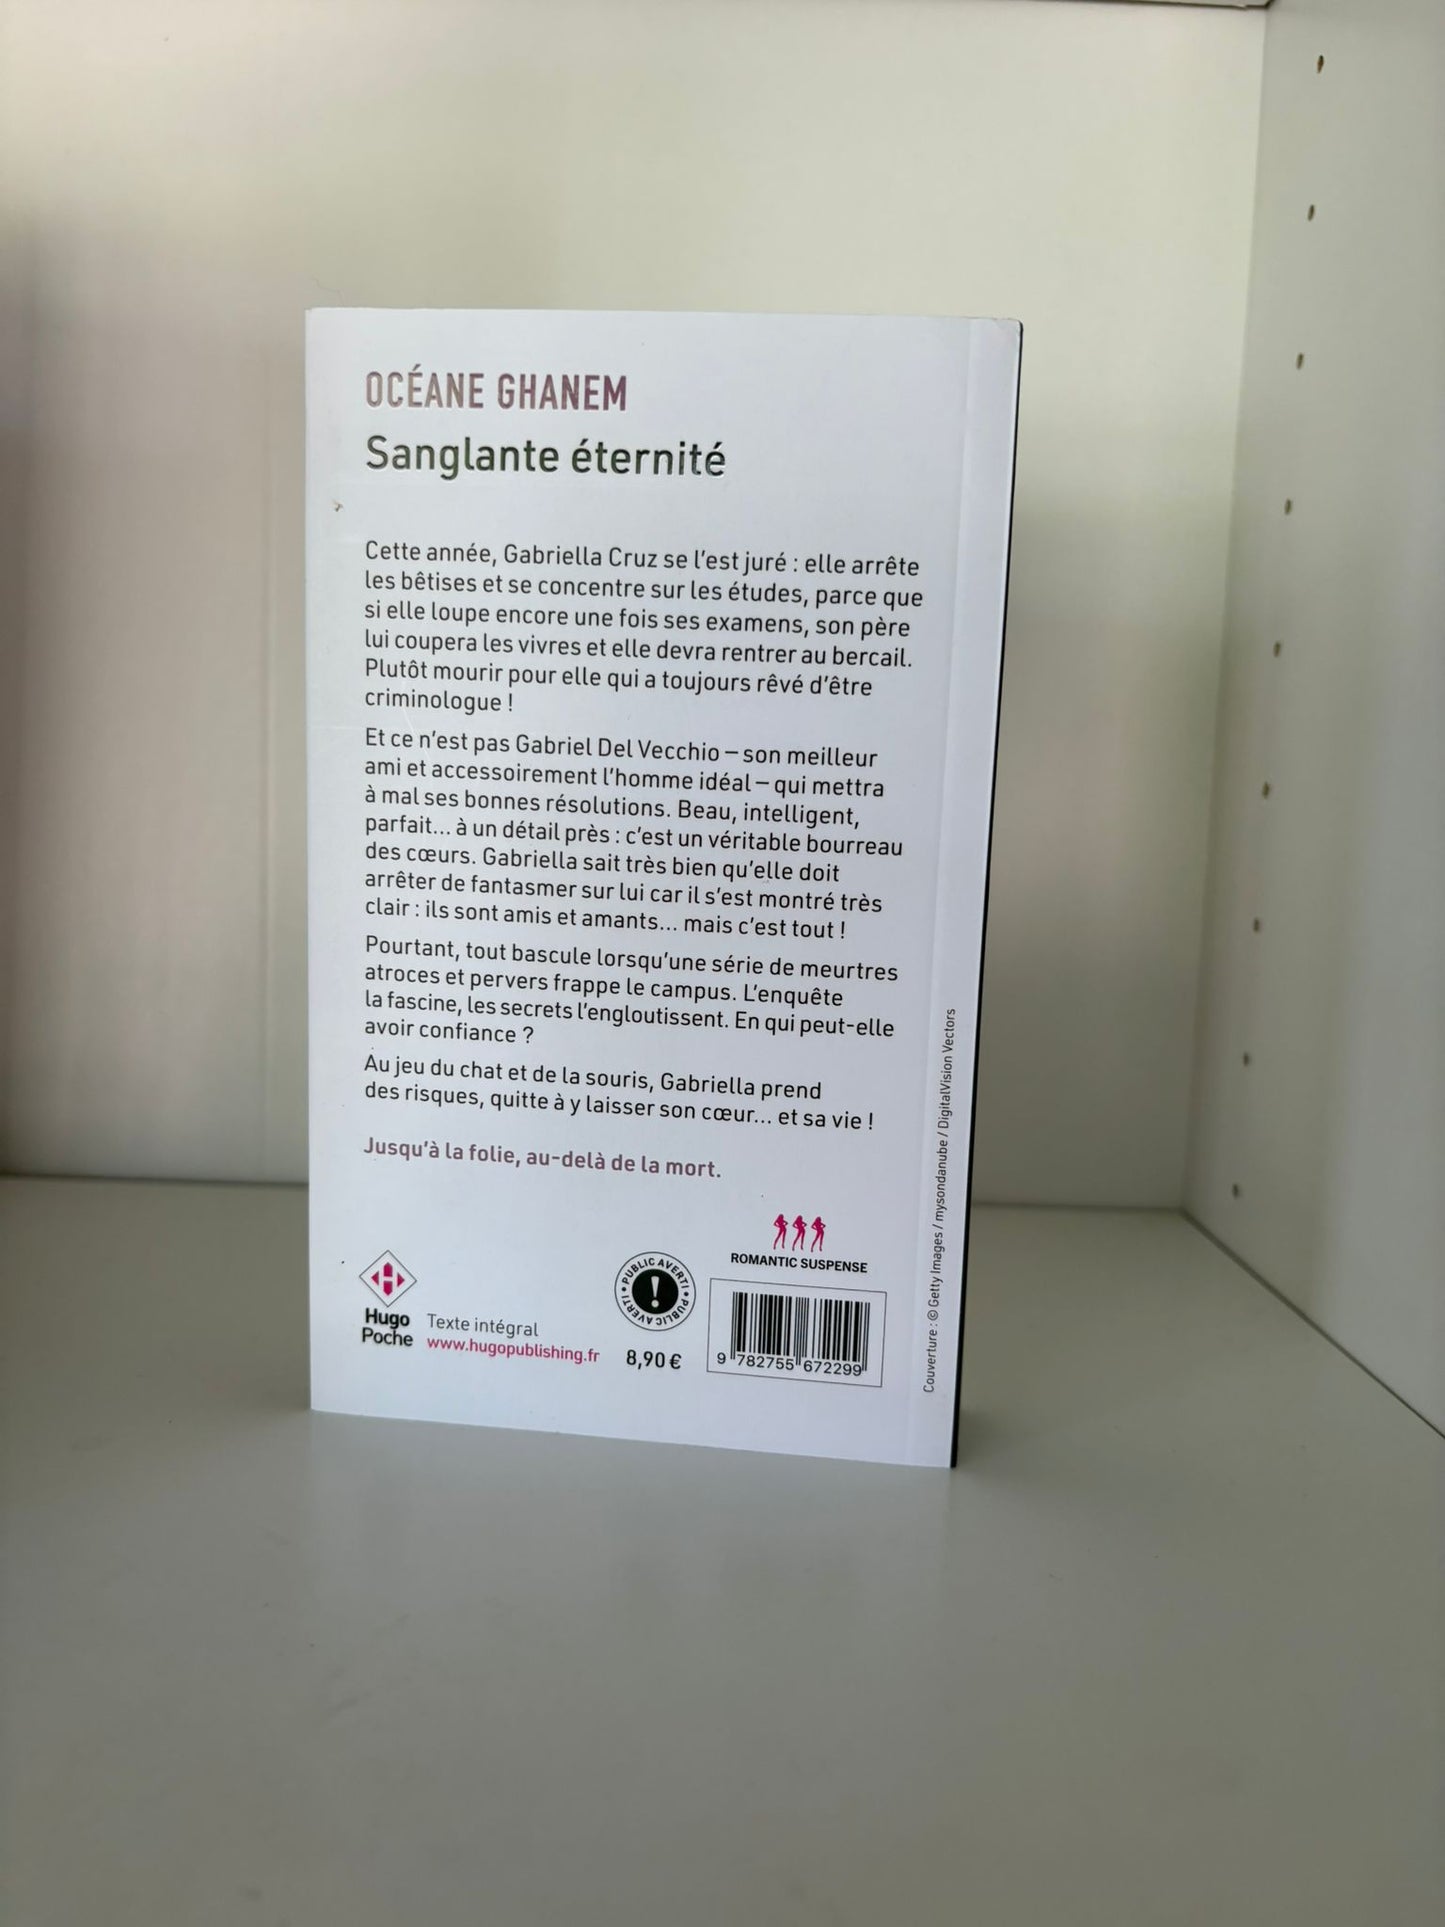 OCÉANE GHANEM
Sanglante éternité
Cette année, Gabriella Cruz se l'est juré : elle arrête
les bêtises et se concentre sur les études, parce que
si elle loupe encore une fois ses examens, son père
lui coupera les vivres et elle devra rentrer au bercail.
Plutôt mourir pour elle qui a toujours rêvé d'être
criminologue !
Et ce n'est pas Gabriel Del Vecchio – son meilleur
ami et accessoirement l'homme idéal – qui mettra
à mal ses bonnes résolutions. Beau, intelligent,
parfait... à un détail près : c'est un véritable bourreau
des cœurs. Gabriella sait très bien qu'elle doit
arrêter de fantasmer sur lui car il s'est montré très
clair : ils sont amis et amants... mais c'est tout !
Pourtant, tout bascule lorsqu'une série de meurtres
atroces et pervers frappe le campus. L'enquête
la fascine, les secrets l'engloutissent. En qui peut-elle
avoir confiance ?
Au jeu du chat et de la souris, Gabriella prend
des risques, quitte à y laisser son cœur... et sa vie !
Jusqu'à la folie, au-delà de la mort.
ROMANTIC SUSPENSE
PUBLIC AVERTI • PUBLIC AVERTI •
!
H
Hugo
Poche
Texte intégral
www.hugopublishing.fr
8,90 €
9 782755 672299
Couverture : © Getty Images / mysondanube / DigitalVision Vectors